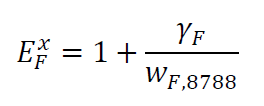 E_F^x = 1 + γ_F / w_{F,8788}